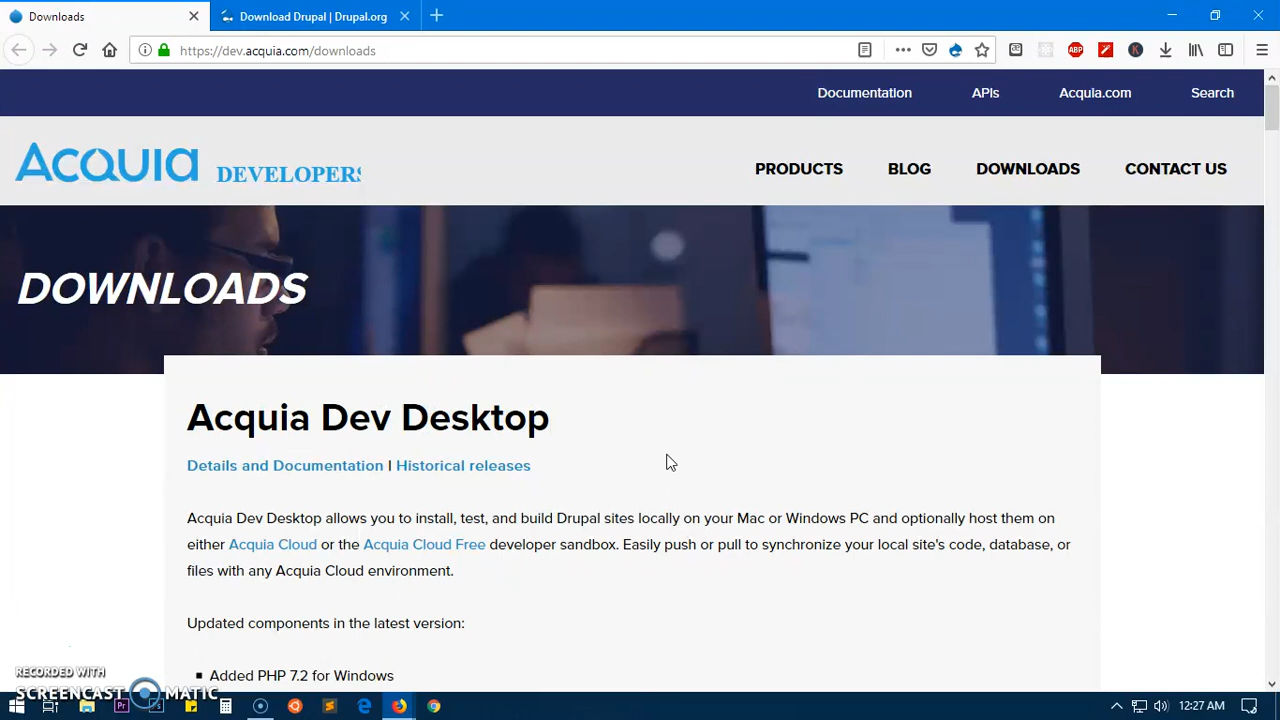 Downloads
Download Drupal | Drupal.org
https://dev.acquia.com/downloads
ABP
Documentation APIs Acquia.com Search
Acquia DEVELOPERS
PRODUCTS BLOG DOWNLOADS CONTACT US
DOWNLOADS
Acquia Dev Desktop
Details and Documentation | Historical releases
Acquia Dev Desktop allows you to install, test, and build Drupal sites locally on your Mac or Windows PC and optionally host them on
either Acquia Cloud or the Acquia Cloud Free developer sandbox. Easily push or pull to synchronize your local site's code, database, or
files with any Acquia Cloud environment.
Updated components in the latest version:
Added PHP 7.2 for Windows
RECORDED WITH
SCREENCAST MATIC
Pr
12:27 AM